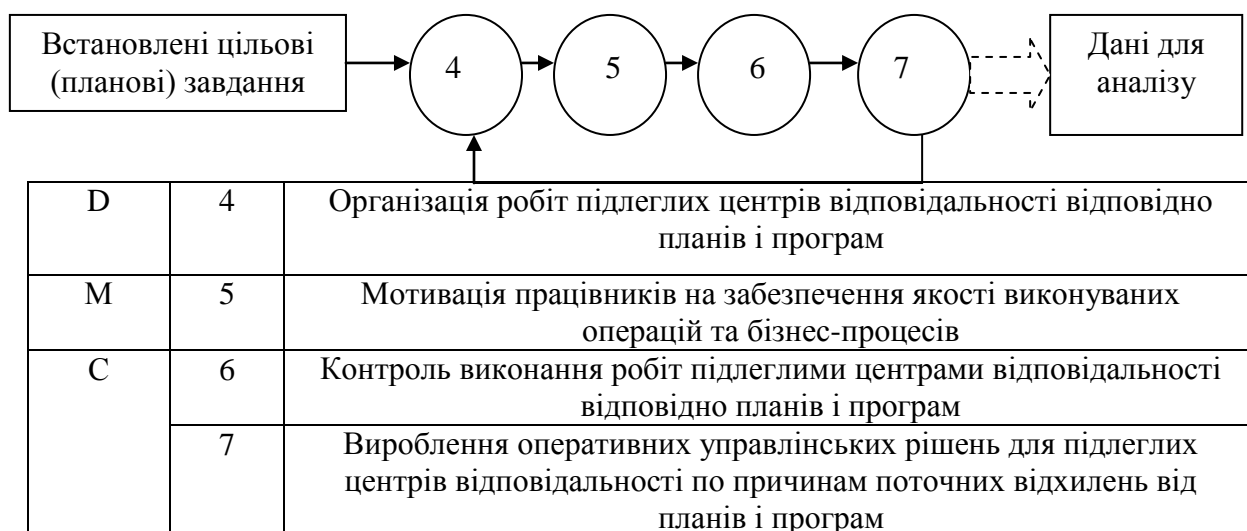 Встановлені цільові
(планові) завдання
4
5
6
7
Дані для
аналізу
D
4
Організація робіт підлеглих центрів відповідальності відповідно
планів і програм
М
5
Мотивація працівників на забезпечення якості виконуваних
операцій та бізнес-процесів
С
6
Контроль виконання робіт підлеглими центрами відповідальності
відповідно планів і програм
7
Вироблення оперативних управлінських рішень для підлеглих
центрів відповідальності по причинам поточних відхилень від
планів і програм